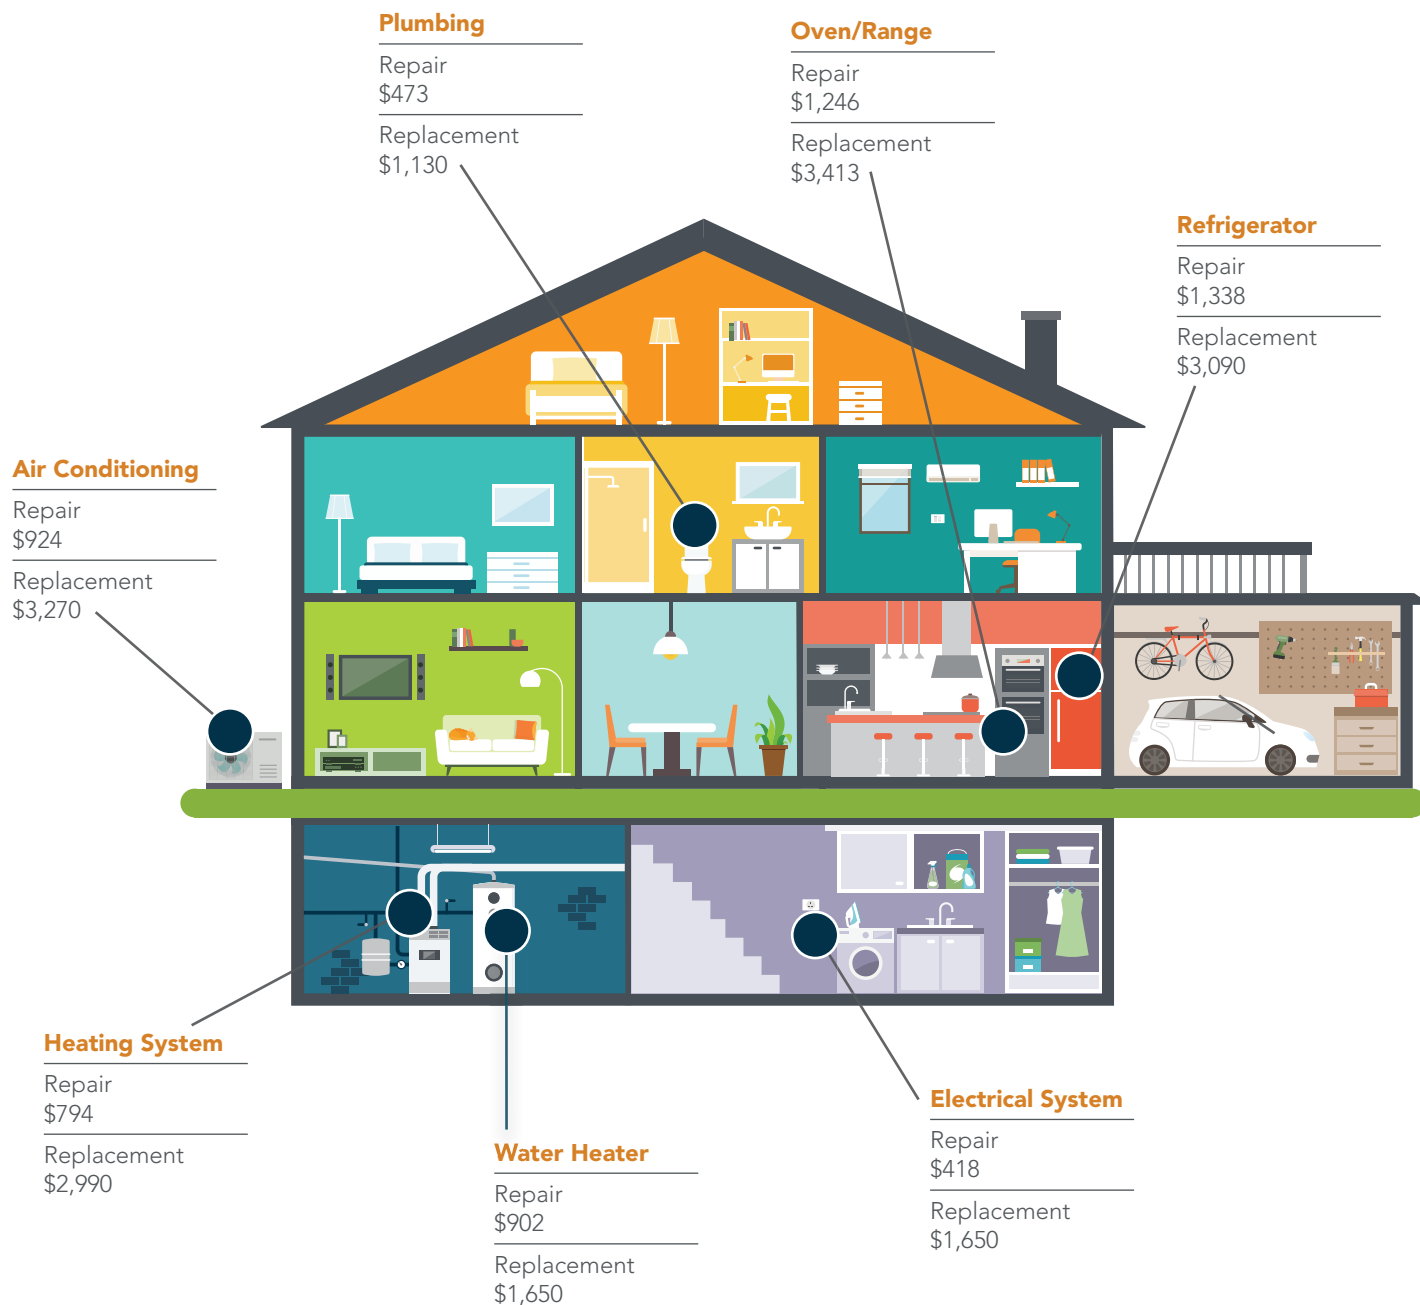 Plumbing
Repair
$473
Replacement
$1,130
Oven/Range
Repair
$1,246
Replacement
$3,413
Refrigerator
Repair
$1,338
Replacement
$3,090
Air Conditioning
Repair
$924
Replacement
$3,270
Heating System
Repair
$794
Replacement
$2,990
Water Heater
Repair
$902
Replacement
$1,650
Electrical System
Repair
$418
Replacement
$1,650